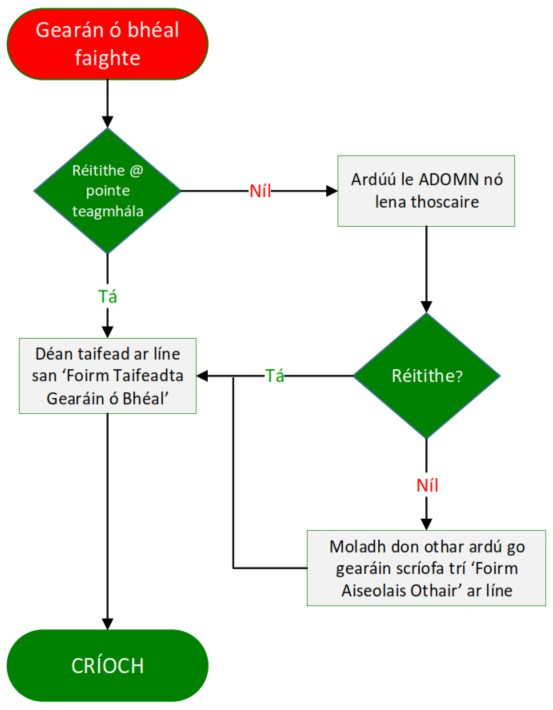 Gearán ó bhéal
faighte
Réitithe @
pointe
teagmhála
Níl
Ardúú le ADOMN nó
lena thoscaire
Tá
Déan taifead ar líne
san ‘Foirm Taifeadta
Gearáin ó Bhéal’
Tá
Réitithe?
Níl
Moladh don othar ardú go
gearáin scríofa trí ‘Foirm
Aiseolais Othair’ ar líne
CRÍOCH